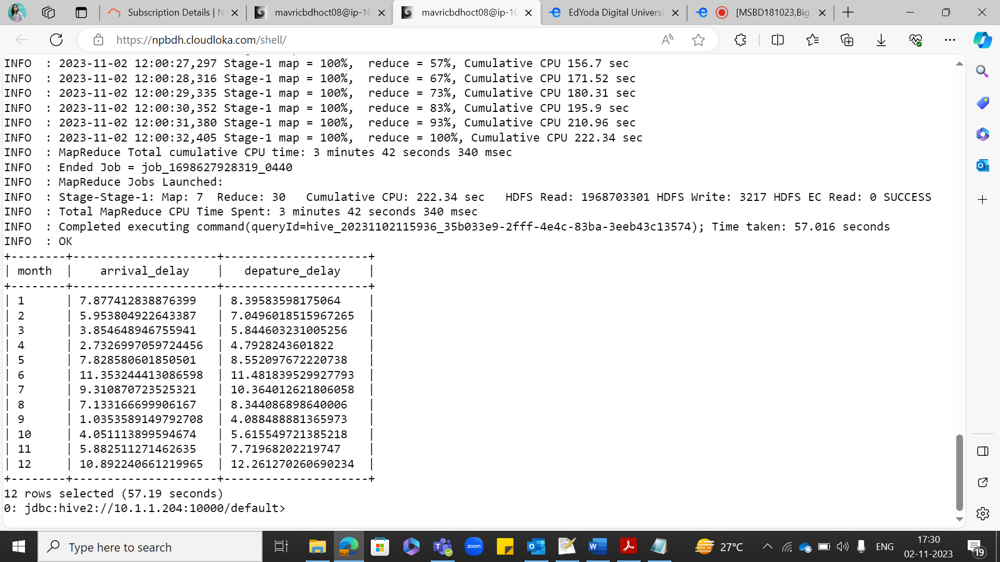 Subscription Details | N
mavricbdhoct08@ip-10
mavricbdhoct08@ip-10
EdYoda Digital Universi
[MSBD181023,Big
https://npbdh.cloudloka.com/shell/
INFO  : 2023-11-02 12:00:27,297 Stage-1 map = 100%,  reduce = 57%, Cumulative CPU 156.7 sec
INFO  : 2023-11-02 12:00:28,316 Stage-1 map = 100%,  reduce = 67%, Cumulative CPU 171.52 sec
INFO  : 2023-11-02 12:00:29,335 Stage-1 map = 100%,  reduce = 73%, Cumulative CPU 180.31 sec
INFO  : 2023-11-02 12:00:30,352 Stage-1 map = 100%,  reduce = 83%, Cumulative CPU 195.9 sec
INFO  : 2023-11-02 12:00:31,380 Stage-1 map = 100%,  reduce = 93%, Cumulative CPU 210.96 sec
INFO  : 2023-11-02 12:00:32,405 Stage-1 map = 100%,  reduce = 100%, Cumulative CPU 222.34 sec
INFO  : MapReduce Total cumulative CPU time: 3 minutes 42 seconds 340 msec
INFO  : Ended Job = job_1698627928319_0440
INFO  : MapReduce Jobs Launched:
INFO  : Stage-Stage-1: Map: 7  Reduce: 30   Cumulative CPU: 222.34 sec   HDFS Read: 1968703301 HDFS Write: 3217 HDFS EC Read: 0 SUCCESS
INFO  : Total MapReduce CPU Time Spent: 3 minutes 42 seconds 340 msec
INFO  : Completed executing command(queryId=hive_20231102115936_35b033e9-2fff-4e4c-83ba-3eeb43c13574); Time taken: 57.016 seconds
INFO  : OK
+--------+---------------------+---------------------+
| month  |    arrival_delay    |   depature_delay    |
+--------+---------------------+---------------------+
| 1      | 7.877412838876399   | 8.39583598175064    |
| 2      | 5.953804922643387   | 7.0496018515967265  |
| 3      | 3.854648946755941   | 5.844603231005256   |
| 4      | 2.7326997059724456  | 4.7928243601822     |
| 5      | 7.828580601850501   | 8.552097672220738   |
| 6      | 11.353244413086598  | 11.481839529927793  |
| 7      | 9.310870723525321   | 10.364012621806058  |
| 8      | 7.133166699906167   | 8.344086898640006   |
| 9      | 1.0353589149792708  | 4.088488881365973   |
| 10     | 4.051113899594674   | 5.615549721385218   |
| 11     | 5.882511271462635   | 7.71968202219747    |
| 12     | 10.892240661219965  | 12.261270260690234  |
+--------+---------------------+---------------------+
12 rows selected (57.19 seconds)
0: jdbc:hive2://10.1.1.204:10000/default>
Type here to search
zoom
27°C
ENG
17:30
02-11-2023
19